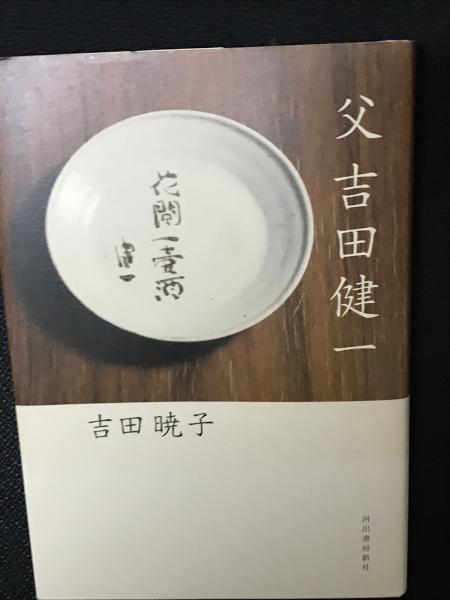 父 吉田健一
花間一壺酒
健一
吉田暁子
河出書房新社